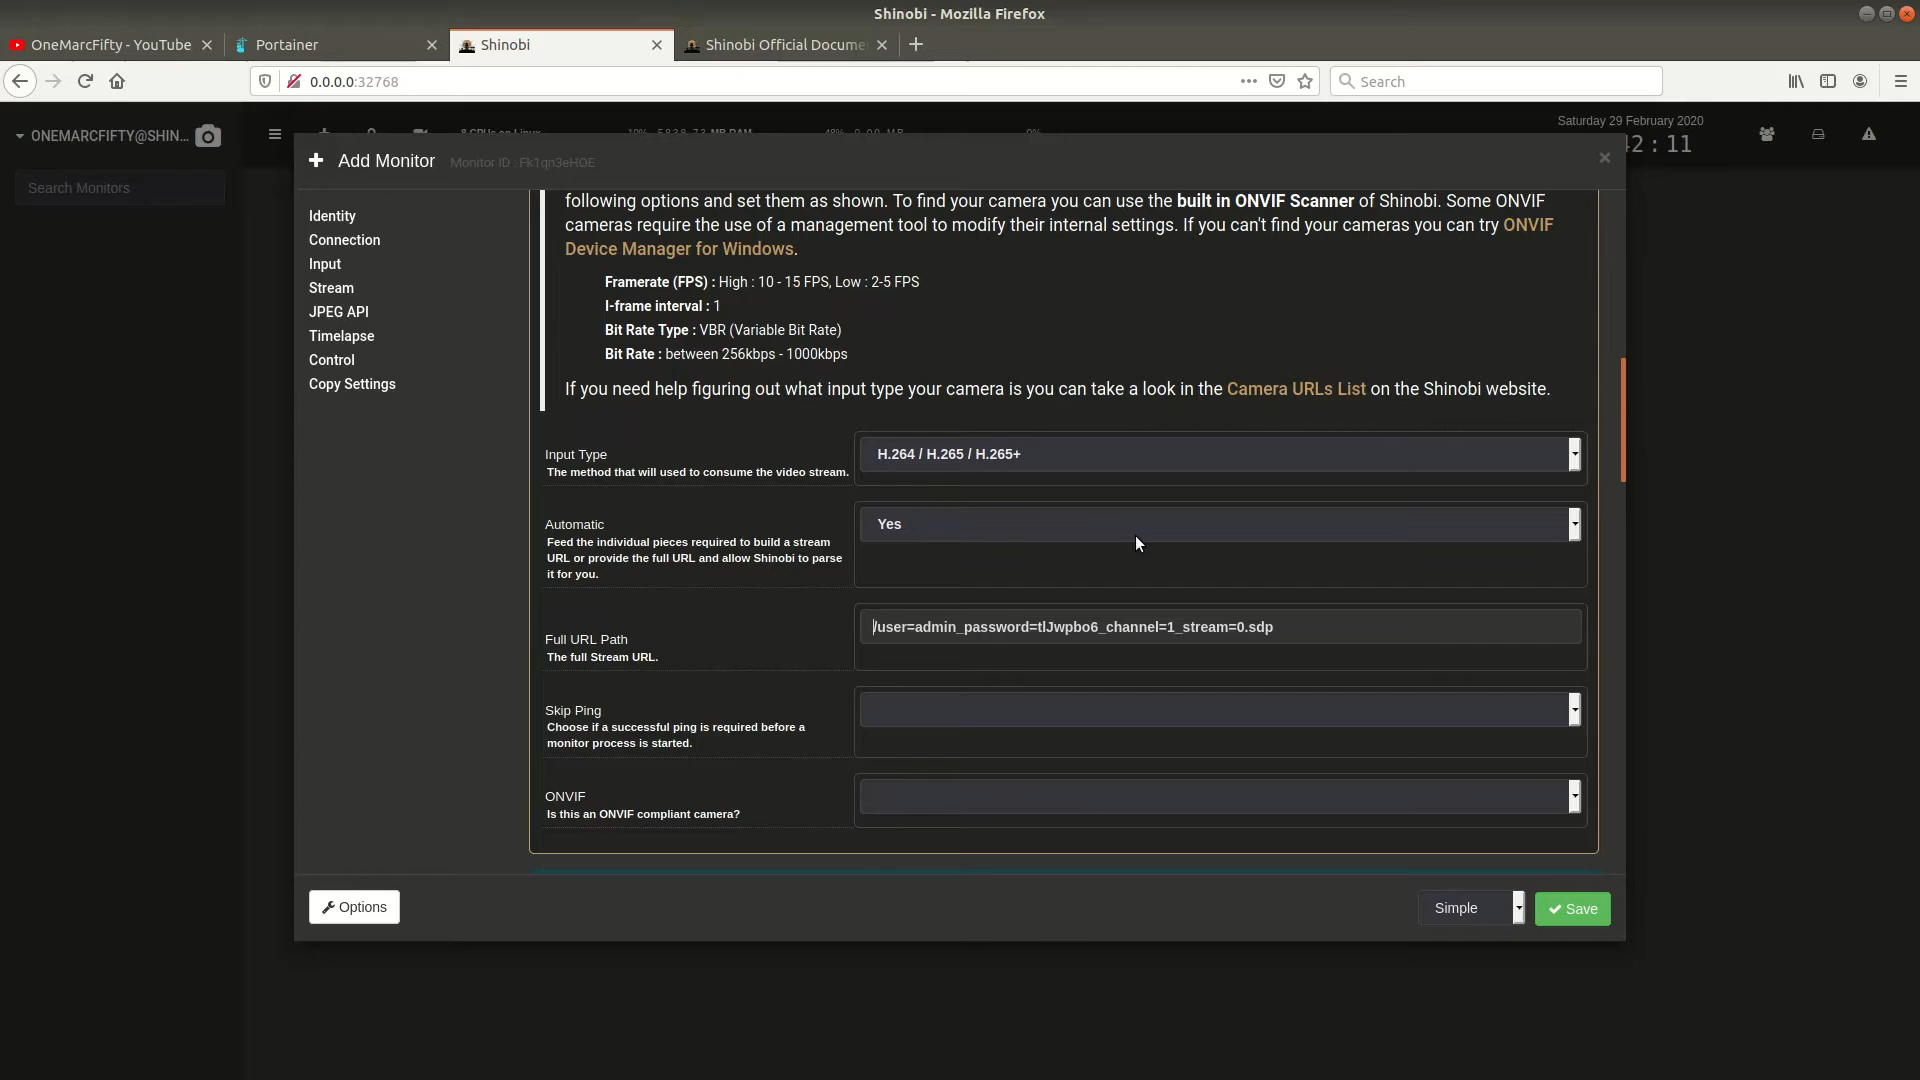 Shinobi - Mozilla Firefox
OneMarcFifty - YouTube
Portainer
Shinobi
Shinobi Official Docume
0.0.0.0:32768
Search
ONEMARCFIFTY@SHIN...
8 CPUs on Linux
Saturday 29 February 2020
2 : 11
Add Monitor
Monitor ID : Fk1qn3eHOE
Search Monitors
Identity
Connection
Input
Stream
JPEG API
Timelapse
Control
Copy Settings
following options and set them as shown. To find your camera you can use the built in ONVIF Scanner of Shinobi. Some ONVIF
cameras require the use of a management tool to modify their internal settings. If you can't find your cameras you can try ONVIF
Device Manager for Windows.
Framerate (FPS) : High : 10 - 15 FPS, Low : 2-5 FPS
I-frame interval : 1
Bit Rate Type : VBR (Variable Bit Rate)
Bit Rate : between 256kbps - 1000kbps
If you need help figuring out what input type your camera is you can take a look in the Camera URLs List on the Shinobi website.
Input Type
The method that will used to consume the video stream.
H.264 / H.265 / H.265+
Automatic
Feed the individual pieces required to build a stream
URL or provide the full URL and allow Shinobi to parse
it for you.
Yes
Full URL Path
The full Stream URL.
/user=admin_password=tlJwpbo6_channel=1_stream=0.sdp
Skip Ping
Choose if a successful ping is required before a
monitor process is started.
ONVIF
Is this an ONVIF compliant camera?
Options
Simple
Save